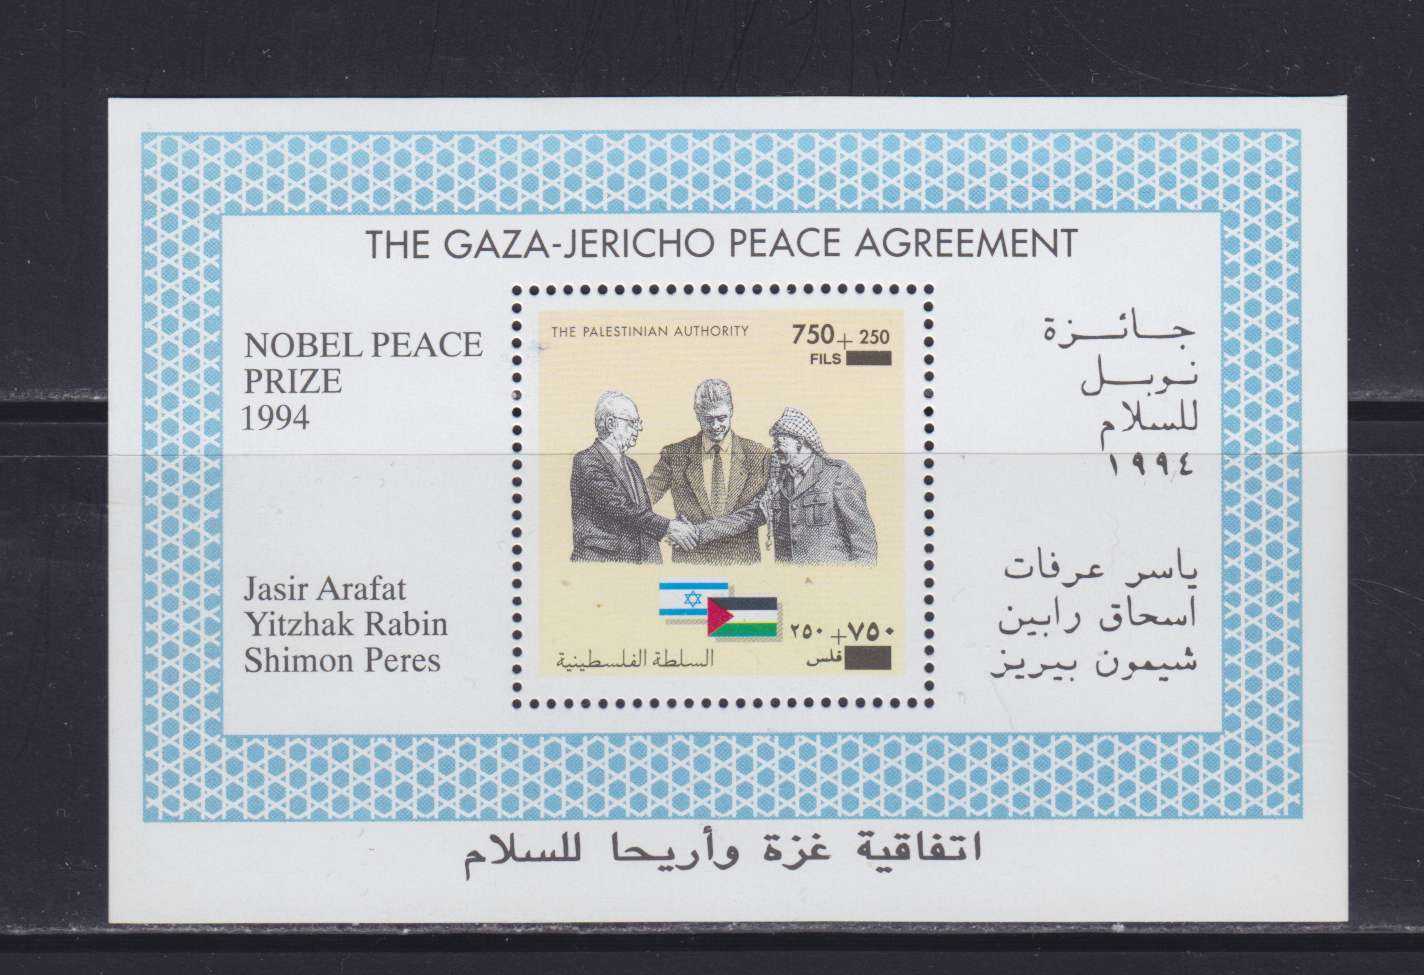 THE GAZA-JERICHO PEACE AGREEMENT
NOBEL PEACE
PRIZE
1994
جائزة
نوبل
للسلام
١٩٩٤
THE PALESTINIAN AUTHORITY
750+250
FILS
Jasir Arafat
Yitzhak Rabin
Shimon Peres
ياسر عرفات
اسحاق رابين
شيمون بيريز
٧٥٠+٢٥٠
فلس
السلطة الفلسطينية
اتفاقية غزة وأريحا للسلام